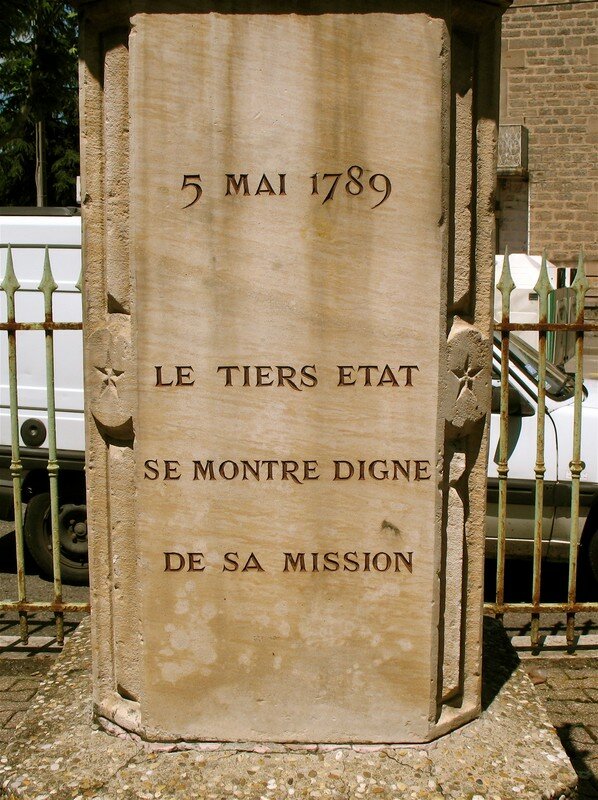 5 MAI 1789
LE TIERS ETAT
SE MONTRE DIGNE
DE SA MISSION